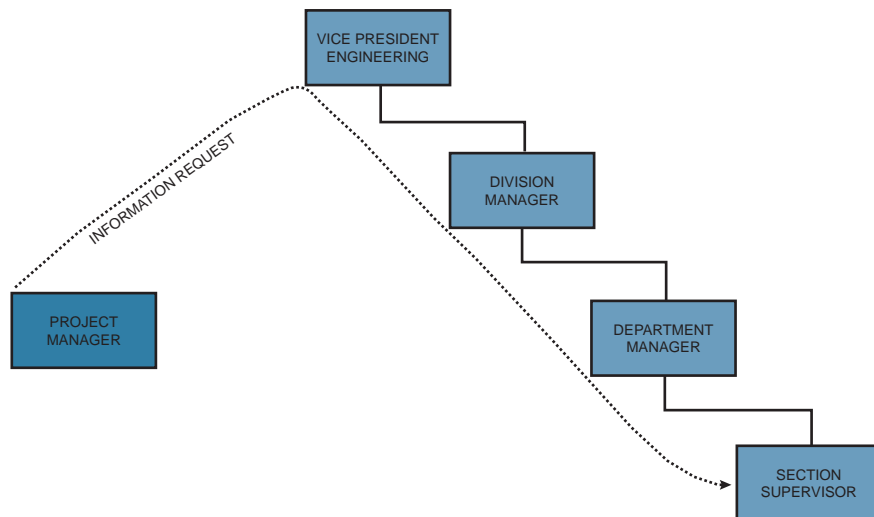 VICE PRESIDENT
ENGINEERING
INFORMATION REQUEST
DIVISION
MANAGER
PROJECT
MANAGER
DEPARTMENT
MANAGER
SECTION
SUPERVISOR